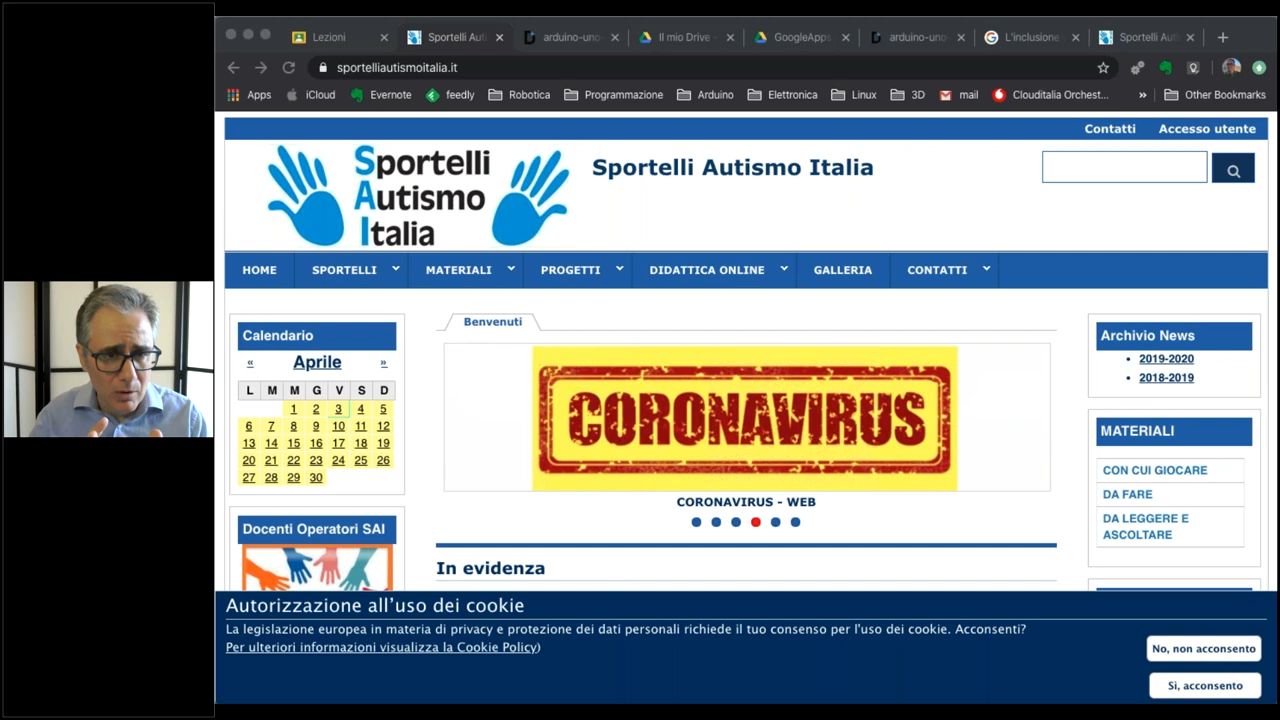 Lezioni
Sportelli Aut
arduino-uno
Il mio Drive -
GoogleApps
arduino-uno
L'inclusione
Sportelli Aut
sportelliautismoitalia.it
Apps iCloud Evernote feedly Robotica Programmazione Arduino Elettronica Linux 3D mail Clouditalia Orchest... » Other Bookmarks
Contatti Accesso utente
Sportelli
Autismo
Italia
Sportelli Autismo Italia
HOME SPORTELLI MATERIALI PROGETTI DIDATTICA ONLINE GALLERIA CONTATTI
Calendario
« Aprile »
L M M G V S D
1 2 3 4 5
6 7 8 9 10 11 12
13 14 15 16 17 18 19
20 21 22 23 24 25 26
27 28 29 30
Docenti Operatori SAI
Benvenuti
CORONAVIRUS
CORONAVIRUS - WEB
In evidenza
Archivio News
2019-2020
2018-2019
MATERIALI
CON CUI GIOCARE
DA FARE
DA LEGGERE E
ASCOLTARE
Autorizzazione all'uso dei cookie
La legislazione europea in materia di privacy e protezione dei dati personali richiede il tuo consenso per l'uso dei cookie. Acconsenti?
Per ulteriori informazioni visualizza la Cookie Policy)
No, non acconsento
Sì, acconsento